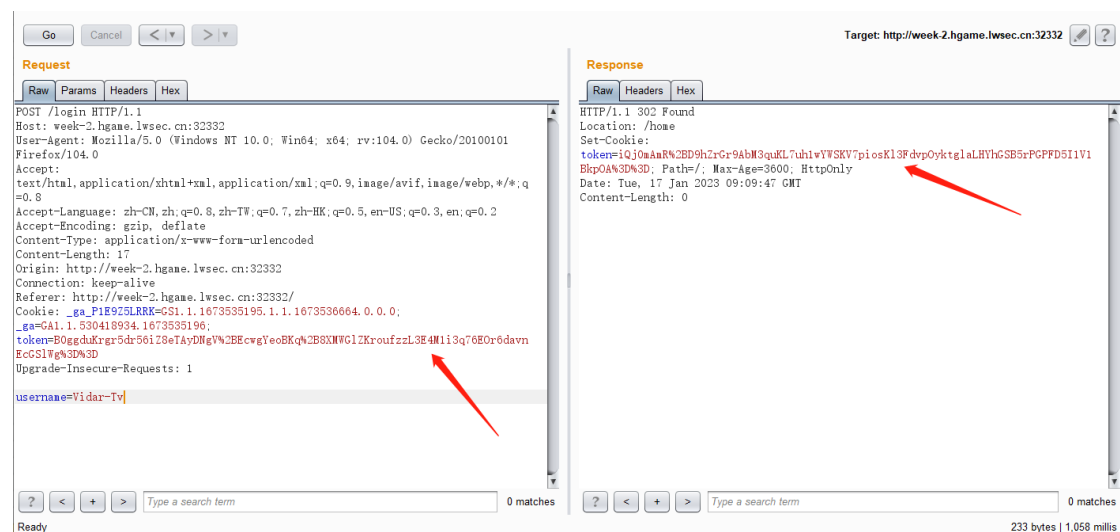 Go Cancel < > Target: http://week-2.hgame.lwsec.cn:32332 ?
Request
Raw Params Headers Hex
POST /login HTTP/1.1
Host: week-2.hgame.lwsec.cn:32332
User-Agent: Mozilla/5.0 (Windows NT 10.0; Win64; x64; rv:104.0) Gecko/20100101
Firefox/104.0
Accept:
text/html,application/xhtml+xml,application/xml;q=0.9,image/avif,image/webp,*/*;q
=0.8
Accept-Language: zh-CN,zh;q=0.8,zh-TW;q=0.7,zh-HK;q=0.5,en-US;q=0.3,en;q=0.2
Accept-Encoding: gzip, deflate
Content-Type: application/x-www-form-urlencoded
Content-Length: 17
Origin: http://week-2.hgame.lwsec.cn:32332
Connection: keep-alive
Referer: http://week-2.hgame.lwsec.cn:32332/
Cookie: _ga_P1E9Z5LRRK=GS1.1.1673535195.1.1.1673536664.0.0.0;
_ga=GA1.1.530418934.1673535196;
token=B0ggduKrgr5dr56iZ8eTAyDNgV%2BEcwgYeoBKq%2B8XMWGlZKroufzzL3E4M1i3q76EOr6davn
EcGSlWg%3D%3D
Upgrade-Insecure-Requests: 1
username=Vidar-Tv
? < + > Type a search term 0 matches
Ready
Response
Raw Headers Hex
HTTP/1.1 302 Found
Location: /home
Set-Cookie:
token=iQj0mAmR%2BD9hZrGr9AbM3quKL7uh1wYWSKV7piosKl3FdvpOyktglaLHYhGSB5rPGPFD5I1V1
BkpOA%3D%3D; Path=/; Max-Age=3600; HttpOnly
Date: Tue, 17 Jan 2023 09:09:47 GMT
Content-Length: 0
? < + > Type a search term 0 matches
233 bytes | 1,058 millis